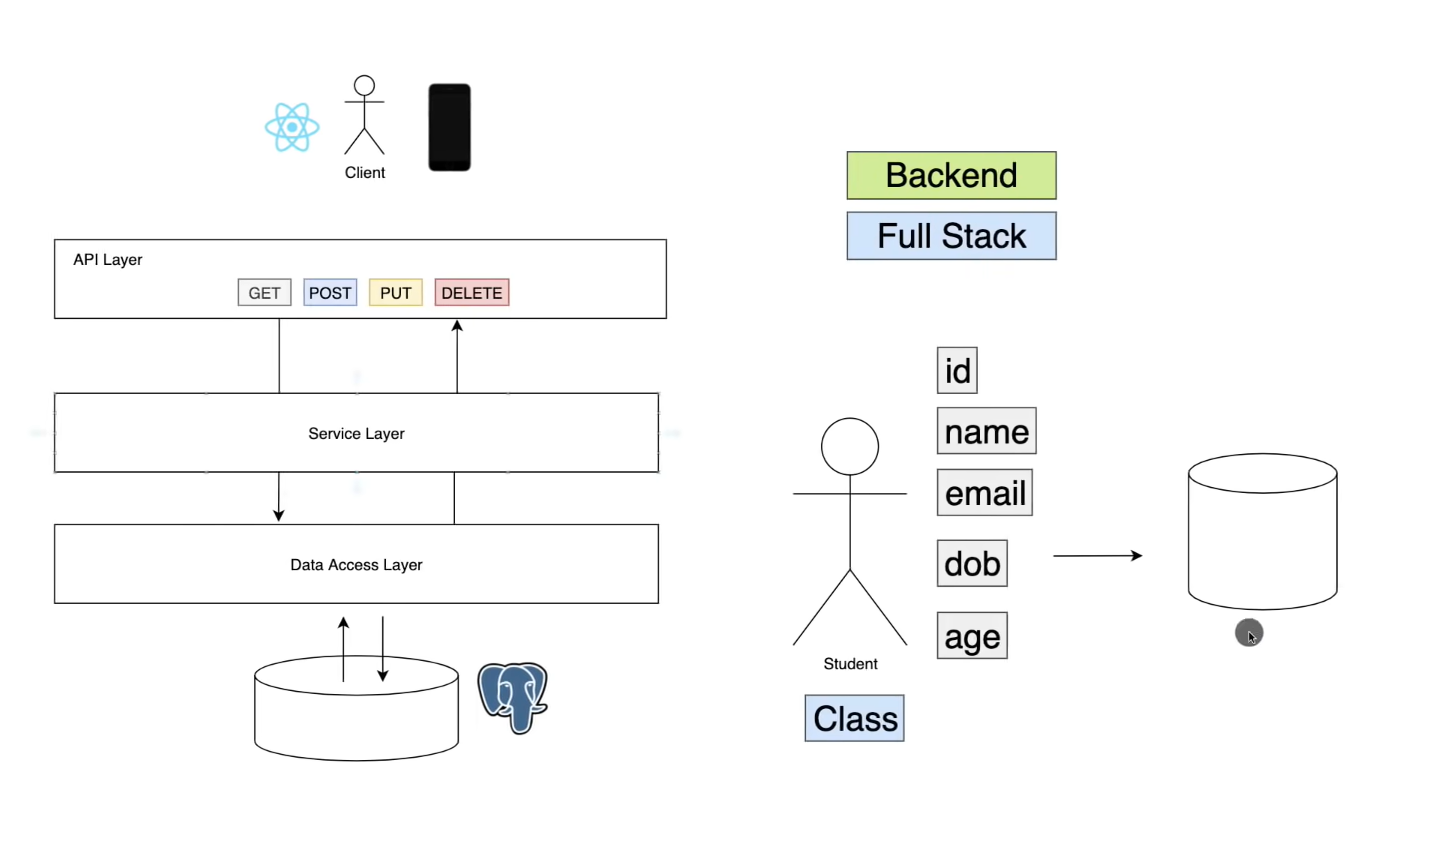 Client
API Layer
GET POST PUT DELETE
Service Layer
Data Access Layer
Backend
Full Stack
id
name
email
dob
age
Student
Class